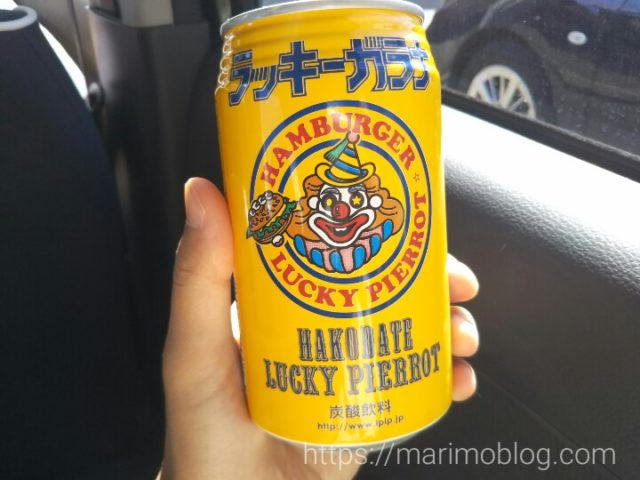 ラッキーガラナ
HAMBURGER
LUCKY PIERROT
HAKODATE
LUCKY PIERROT
炭酸飲料
http://www.lplp.jp
https://marimoblog.com